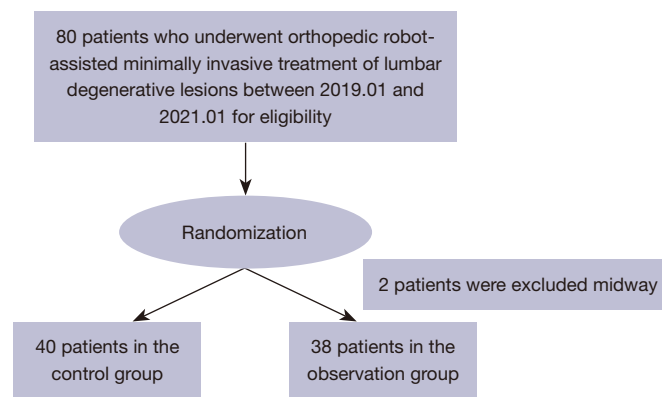 80 patients who underwent orthopedic robot-
assisted minimally invasive treatment of lumbar
degenerative lesions between 2019.01 and
2021.01 for eligibility
Randomization
2 patients were excluded midway
40 patients in the
control group
38 patients in the
observation group